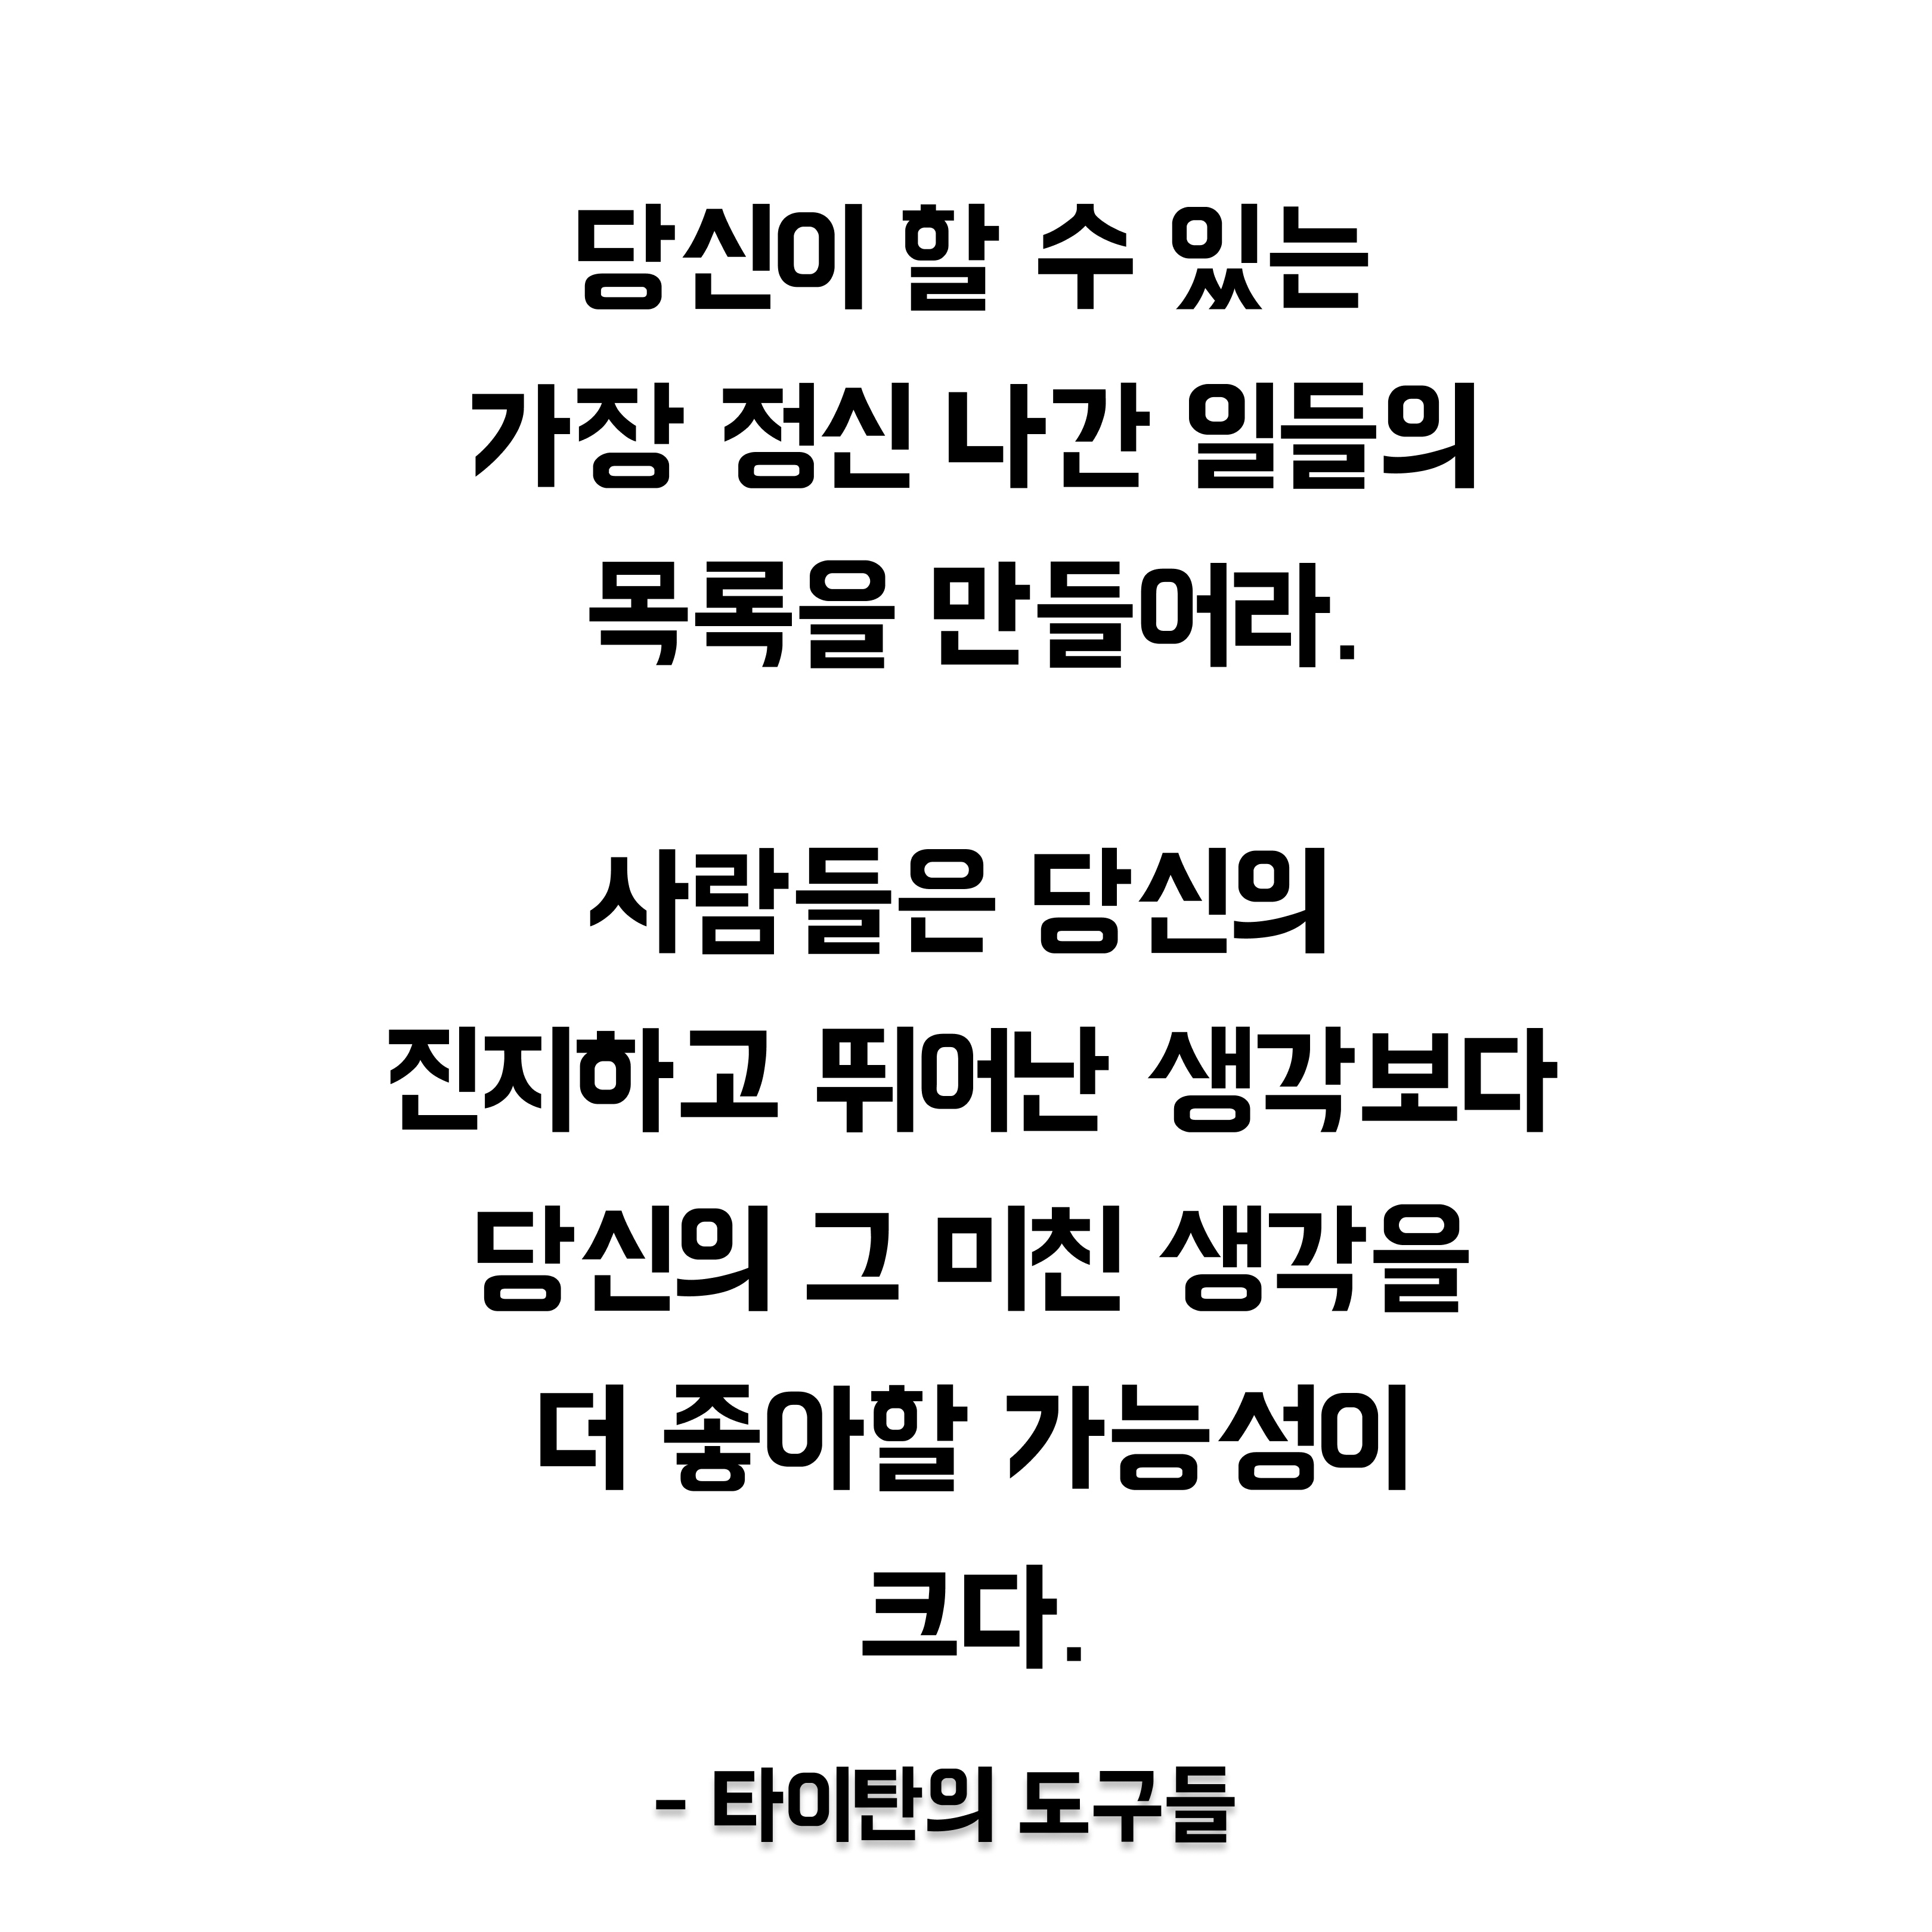 당신이 할 수 있는
가장 정신 나간 일들의
목록을 만들어라.
사람들은 당신의
진지하고 뛰어난 생각보다
당신의 그 미친 생각을
더 좋아할 가능성이
크다.
- 타이탄의 도구들